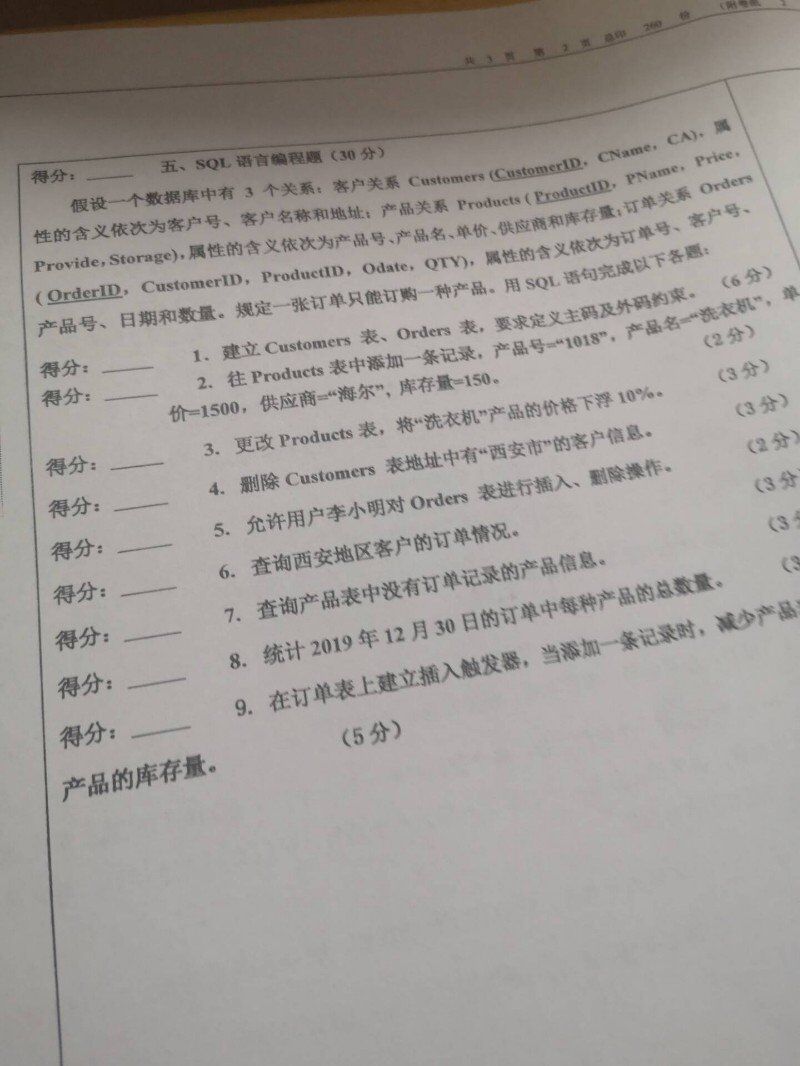 共 3 页 第 2 页 总印 260 份 (附卷纸 2
得分： 五、SQL 语言编程题（30 分）
假设一个数据库中有 3 个关系：客户关系 Customers (CustomerID，CName，CA)，属
性的含义依次为客户号、客户名称和地址；产品关系 Products ( ProductID，PName，Price，
Provide, Storage)，属性的含义依次为产品号、产品名、单价、供应商和库存量；订单关系 Orders
( OrderID，CustomerID，ProductID，Odate，QTY)，属性的含义依次为订单号、客户号、
产品号、日期和数量。规定一张订单只能订购一种产品。用 SQL 语句完成以下各题：
得分： 1．建立 Customers 表、Orders 表，要求定义主码及外码约束。（6 分）
得分： 2．往 Products 表中添加一条记录，产品号=“1018”，产品名=“洗衣机”，单
价=1500，供应商=“海尔”, 库存量=150。（2 分）
得分： 3．更改 Products 表，将“洗衣机”产品的价格下浮 10%。（3 分）
得分： 4．删除 Customers 表地址中有“西安市”的客户信息。（3 分）
得分： 5．允许用户李小明对 Orders 表进行插入、删除操作。（2 分）
得分： 6．查询西安地区客户的订单情况。（3 分
得分： 7．查询产品表中没有订单记录的产品信息。（3
得分： 8．统计 2019 年 12 月 30 日的订单中每种产品的总数量。（3
得分： 9．在订单表上建立插入触发器，当添加一条记录时，减少产品
产品的库存量。（5 分）